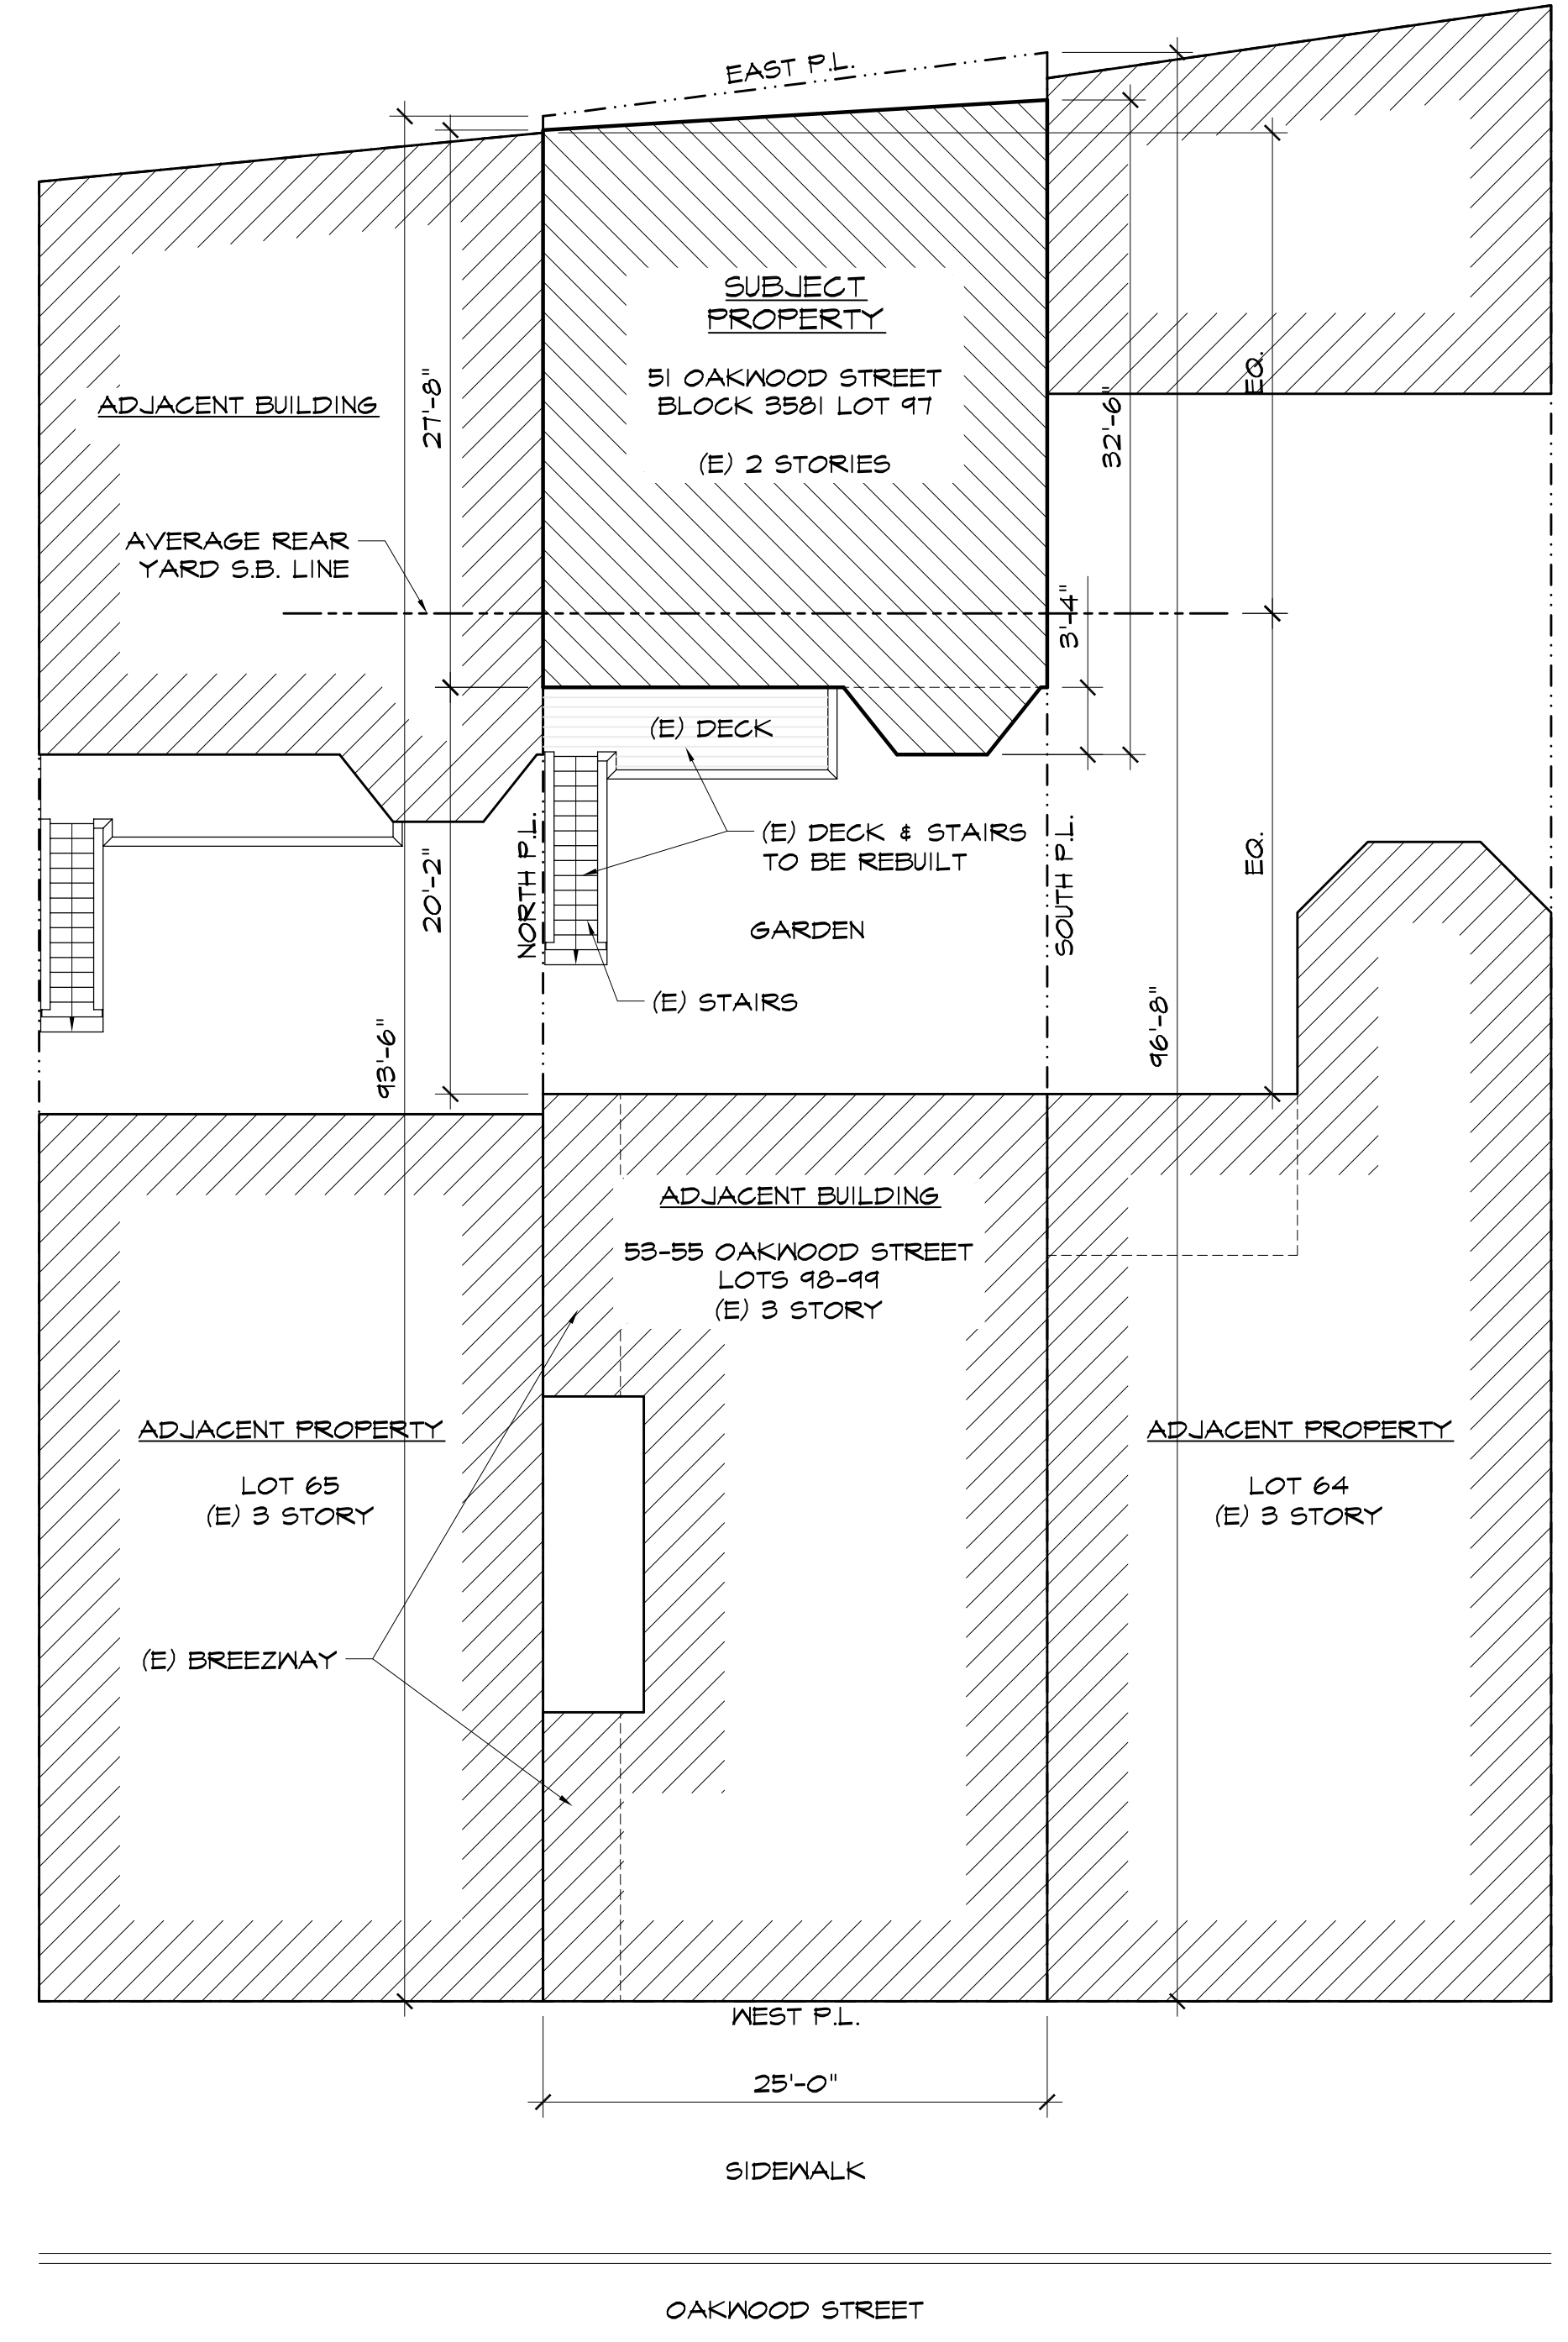 EAST P.L.
SUBJECT
PROPERTY
51 OAKWOOD STREET
BLOCK 3581 LOT 97
(E) 2 STORIES
ADJACENT BUILDING
27'-8"
EQ.
32'-6"
AVERAGE REAR
YARD S.B. LINE
3'-4"
(E) DECK
(E) DECK & STAIRS
TO BE REBUILT
NORTH P.L.
SOUTH P.L.
20'-2"
EQ.
GARDEN
(E) STAIRS
93'-6"
96'-8"
ADJACENT BUILDING
53-55 OAKWOOD STREET
LOTS 98-99
(E) 3 STORY
ADJACENT PROPERTY
LOT 65
(E) 3 STORY
ADJACENT PROPERTY
LOT 64
(E) 3 STORY
(E) BREEZWAY
WEST P.L.
25'-0"
SIDEWALK
OAKWOOD STREET